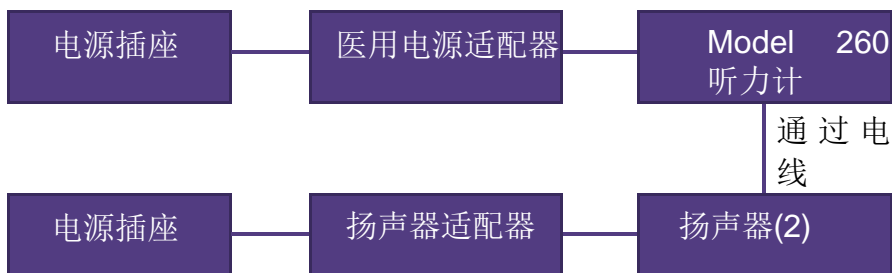 电源插座
医用电源适配器
Model 260
听力计
通过电
线
电源插座
扬声器适配器
扬声器(2)